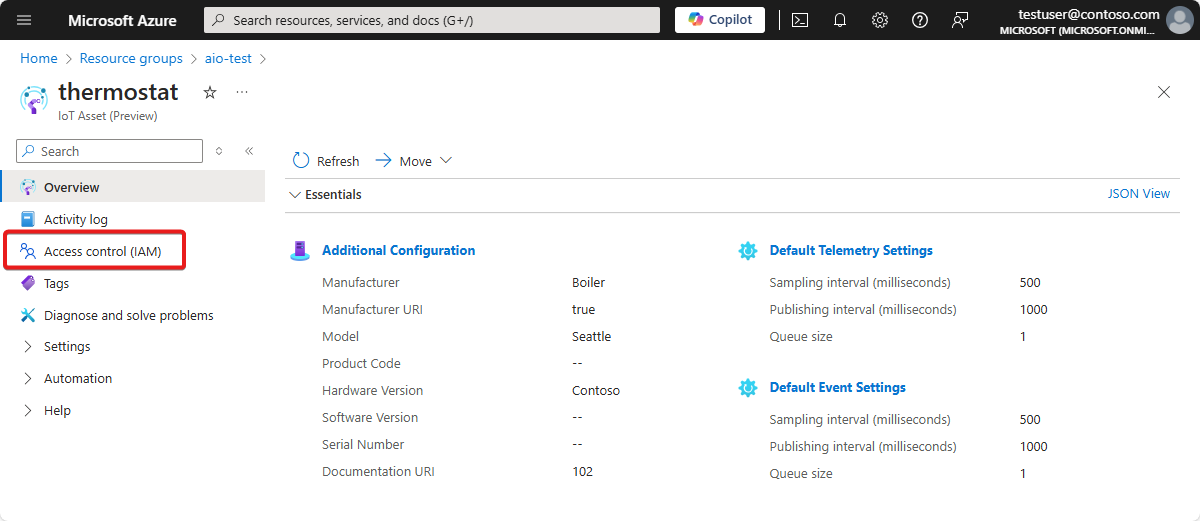 Microsoft Azure
Search resources, services, and docs (G+/)
Copilot
testuser@contoso.com
MICROSOFT (MICROSOFT.ONMI...
Home > Resource groups > aio-test >
thermostat
IoT Asset (Preview)
Search
Overview
Activity log
Access control (IAM)
Tags
Diagnose and solve problems
Settings
Automation
Help
Refresh Move
Essentials JSON View
Additional Configuration
Manufacturer Boiler
Manufacturer URI true
Model Seattle
Product Code --
Hardware Version Contoso
Software Version --
Serial Number --
Documentation URI 102
Default Telemetry Settings
Sampling interval (milliseconds) 500
Publishing interval (milliseconds) 1000
Queue size 1
Default Event Settings
Sampling interval (milliseconds) 500
Publishing interval (milliseconds) 1000
Queue size 1